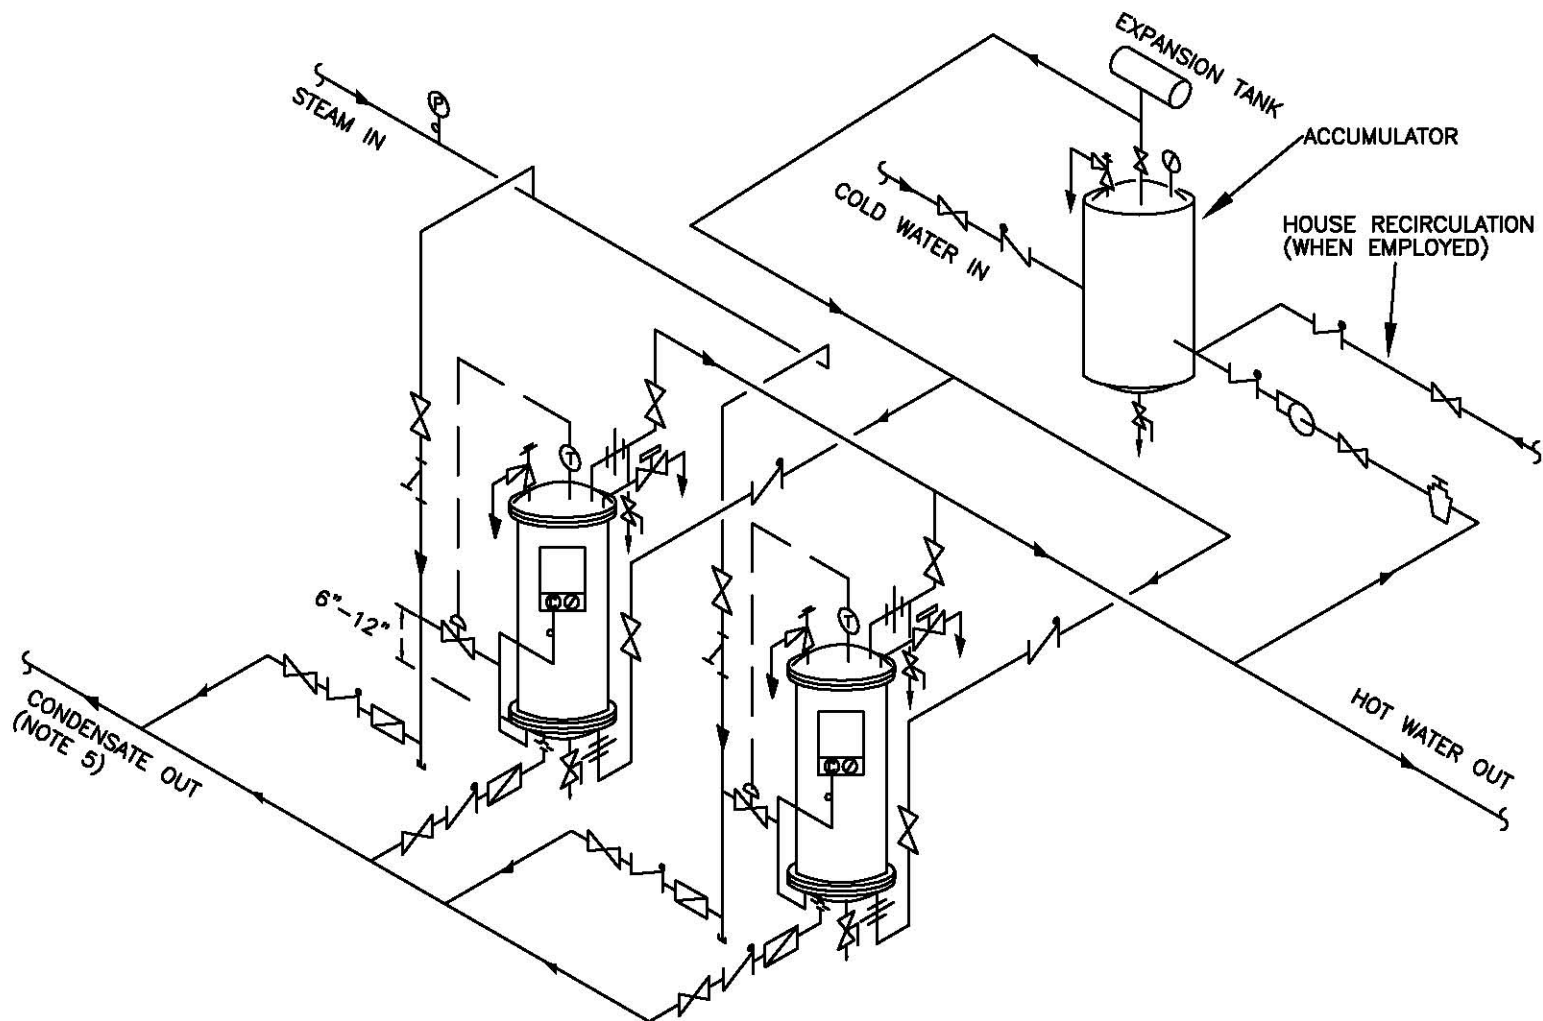 EXPANSION TANK
STEAM IN
P
ACCUMULATOR
COLD WATER IN
HOUSE RECIRCULATION
(WHEN EMPLOYED)
T
6"-12"
T
CONDENSATE OUT
(NOTE 5)
HOT WATER OUT